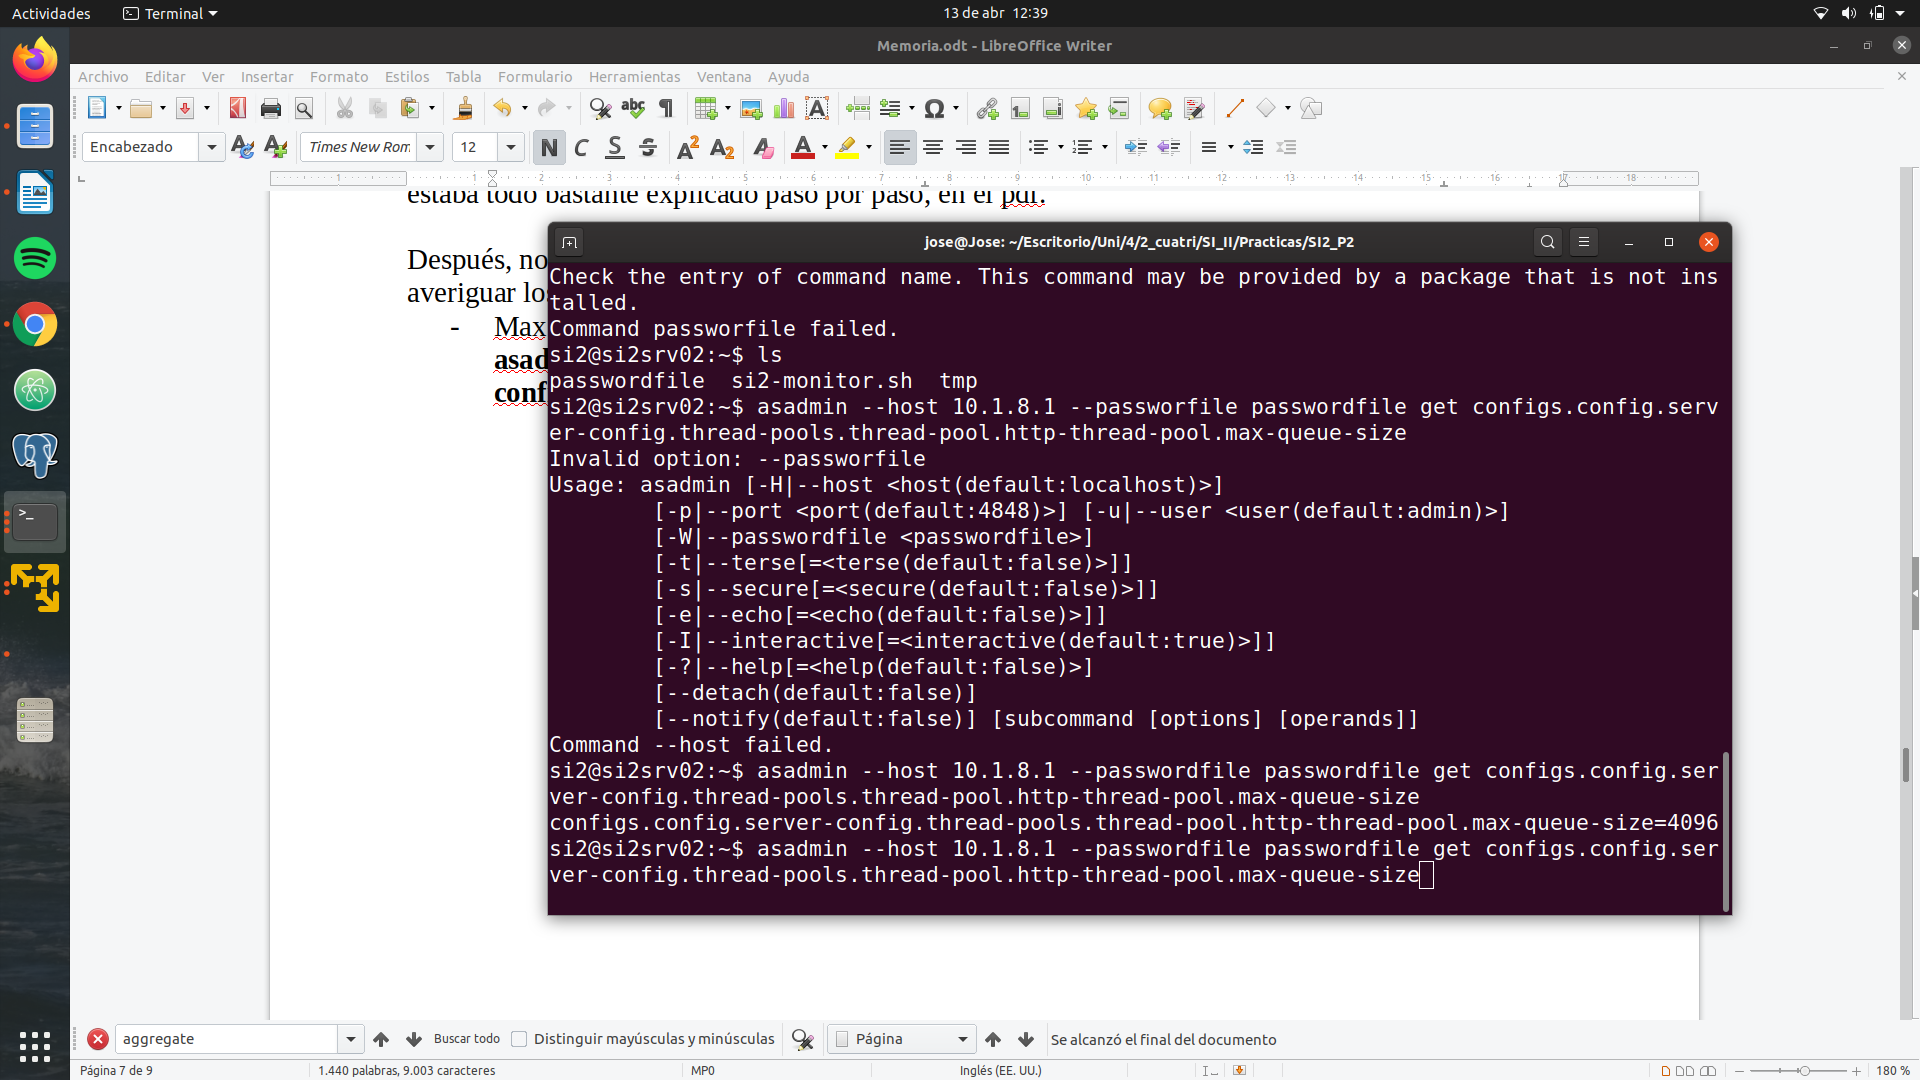 Actividades
Terminal
13 de abr 12:39
Memoria.odt - LibreOffice Writer
Archivo Editar Ver Insertar Formato Estilos Tabla Formulario Herramientas Ventana Ayuda
Encabezado
Times New Rom
12
estaba todo bastante explicado paso por paso, en el pdf.
Después, no
averiguar lo
- Max
asad
conf
jose@Jose: ~/Escritorio/Uni/4/2_cuatri/SI_II/Practicas/SI2_P2
Check the entry of command name. This command may be provided by a package that is not ins
talled.
Command passworfile failed.
si2@si2srv02:~$ ls
passwordfile  si2-monitor.sh  tmp
si2@si2srv02:~$ asadmin --host 10.1.8.1 --passworfile passwordfile get configs.config.serv
er-config.thread-pools.thread-pool.http-thread-pool.max-queue-size
Invalid option: --passworfile
Usage: asadmin [-H|--host <host(default:localhost)>]
[-p|--port <port(default:4848)>] [-u|--user <user(default:admin)>]
[-W|--passwordfile <passwordfile>]
[-t|--terse[=<terse(default:false)>]]
[-s|--secure[=<secure(default:false)>]]
[-e|--echo[=<echo(default:false)>]]
[-I|--interactive[=<interactive(default:true)>]]
[-?|--help[=<help(default:false)>]
[--detach(default:false)]
[--notify(default:false)] [subcommand [options] [operands]]
Command --host failed.
si2@si2srv02:~$ asadmin --host 10.1.8.1 --passwordfile passwordfile get configs.config.ser
ver-config.thread-pools.thread-pool.http-thread-pool.max-queue-size
configs.config.server-config.thread-pools.thread-pool.http-thread-pool.max-queue-size=4096
si2@si2srv02:~$ asadmin --host 10.1.8.1 --passwordfile passwordfile get configs.config.ser
ver-config.thread-pools.thread-pool.http-thread-pool.max-queue-size
aggregate
Buscar todo
Distinguir mayúsculas y minúsculas
Página
Se alcanzó el final del documento
Página 7 de 9
1.440 palabras, 9.003 caracteres
MP0
Inglés (EE. UU.)
180 %